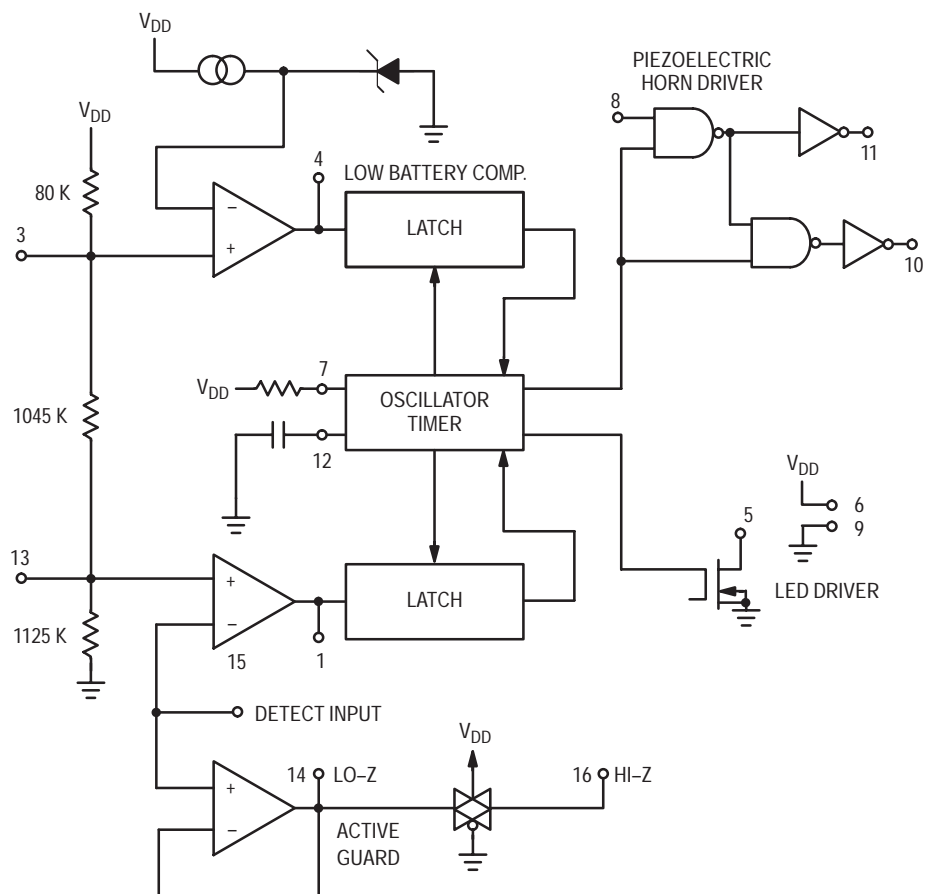 V_DD
PIEZOELECTRIC
HORN DRIVER
V_DD
8
4
11
80 K
LOW BATTERY COMP.
−
LATCH
3
+
10
7
V_DD
OSCILLATOR
TIMER
1045 K
12
V_DD
6
5
9
13
+
LATCH
LED DRIVER
−
1125 K
15
1
DETECT INPUT
V_DD
14 LO–Z
16 HI–Z
+
−
ACTIVE
GUARD